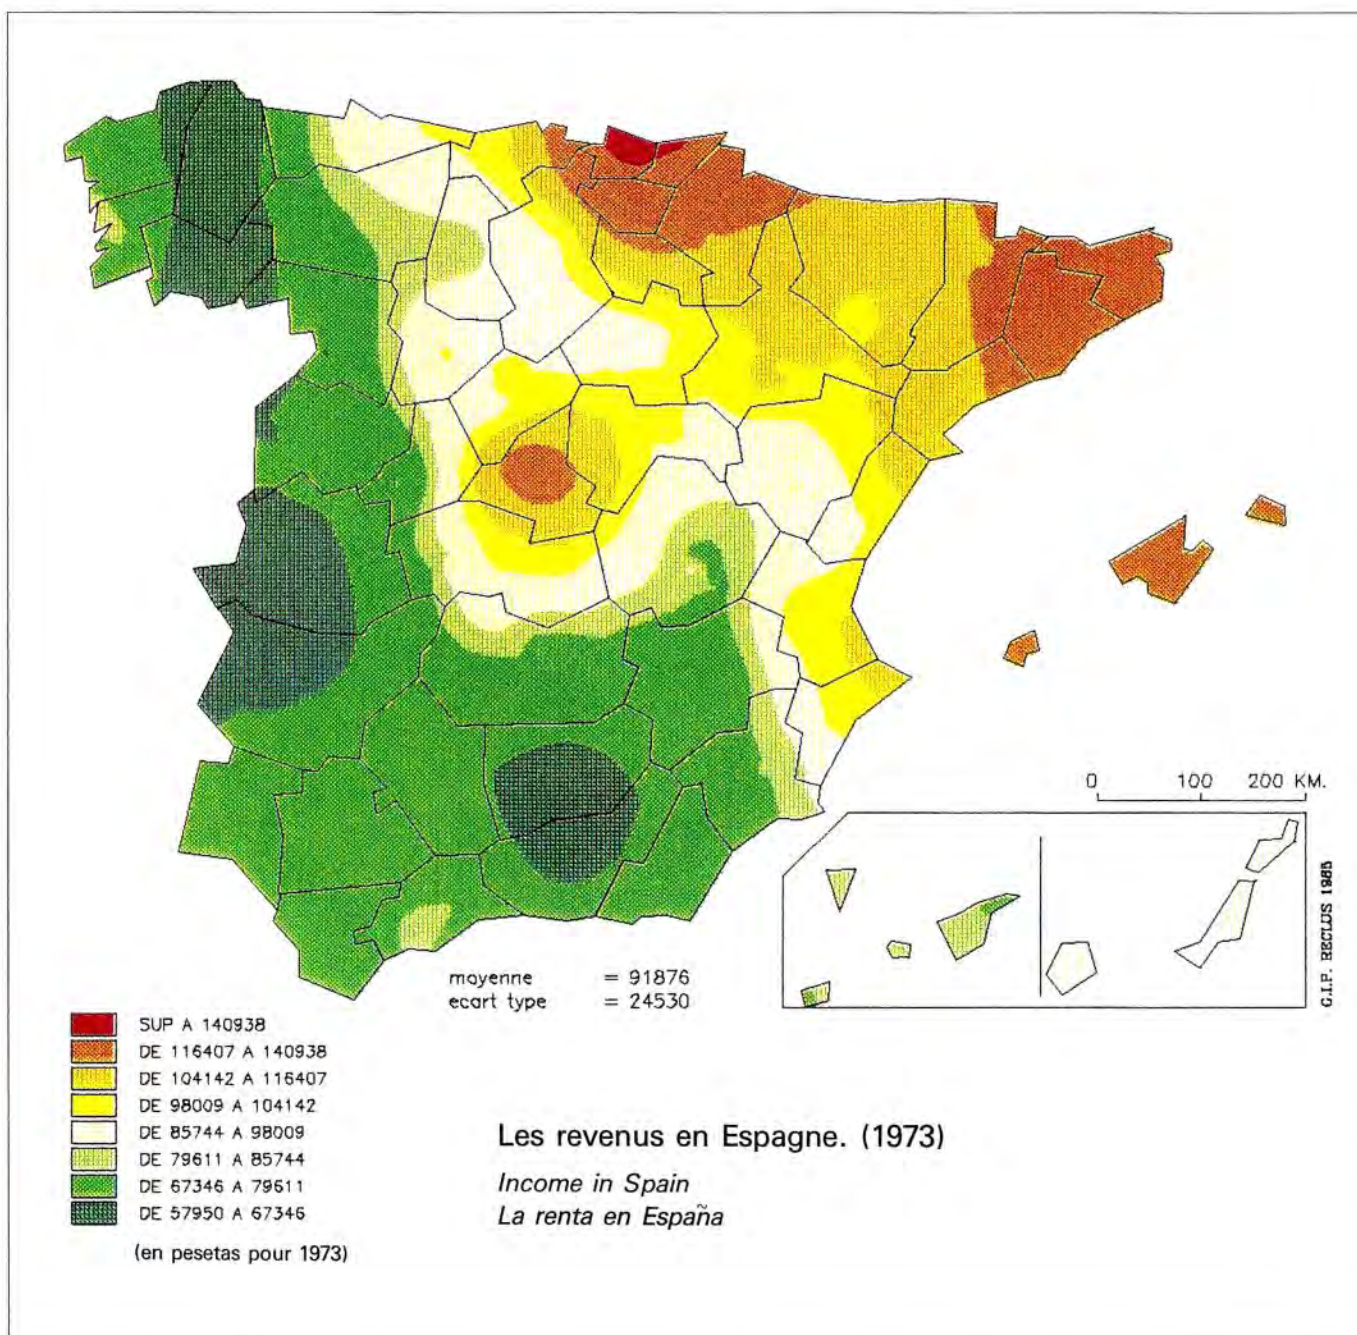 0 100 200 KM.
G.I.P. RECLUS 1985
moyenne = 91876
ecart type = 24530
SUP A 140938
DE 116407 A 140938
DE 104142 A 116407
DE 98009 A 104142
DE 85744 A 98009
DE 79611 A 85744
DE 67346 A 79611
DE 57950 A 67346
(en pesetas pour 1973)
Les revenus en Espagne. (1973)
Income in Spain
La renta en España